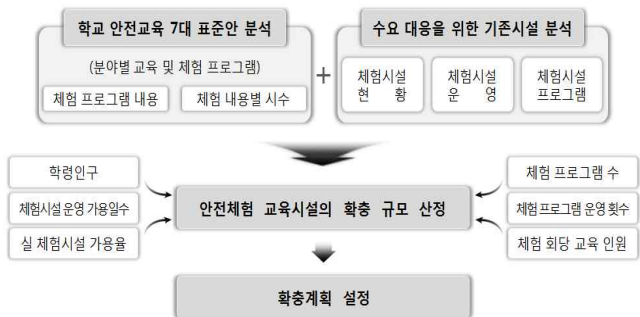 학교 안전교육 7대 표준안 분석
(분야별 교육 및 체험 프로그램)
체험 프로그램 내용
체험 내용별 시수
+
수요 대응을 위한 기존시설 분석
체험시설
현 황
체험시설
운 영
체험시설
프로그램
학령인구
체험시설 운영 가용일수
실 체험시설 가용율
안전체험 교육시설의 확충 규모 산정
체험 프로그램 수
체험 프로그램 운영 횟수
체험 회당 교육 인원
확충계획 설정